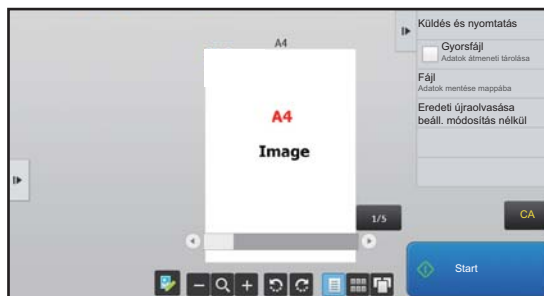 A4
A4
Image
1/5
Küldés és nyomtatás
Gyorsfájl
Adatok átmeneti tárolása
Fájl
Adatok mentése mappába
Eredeti újraolvasása
beáll. módosítás nélkül
CA
Start